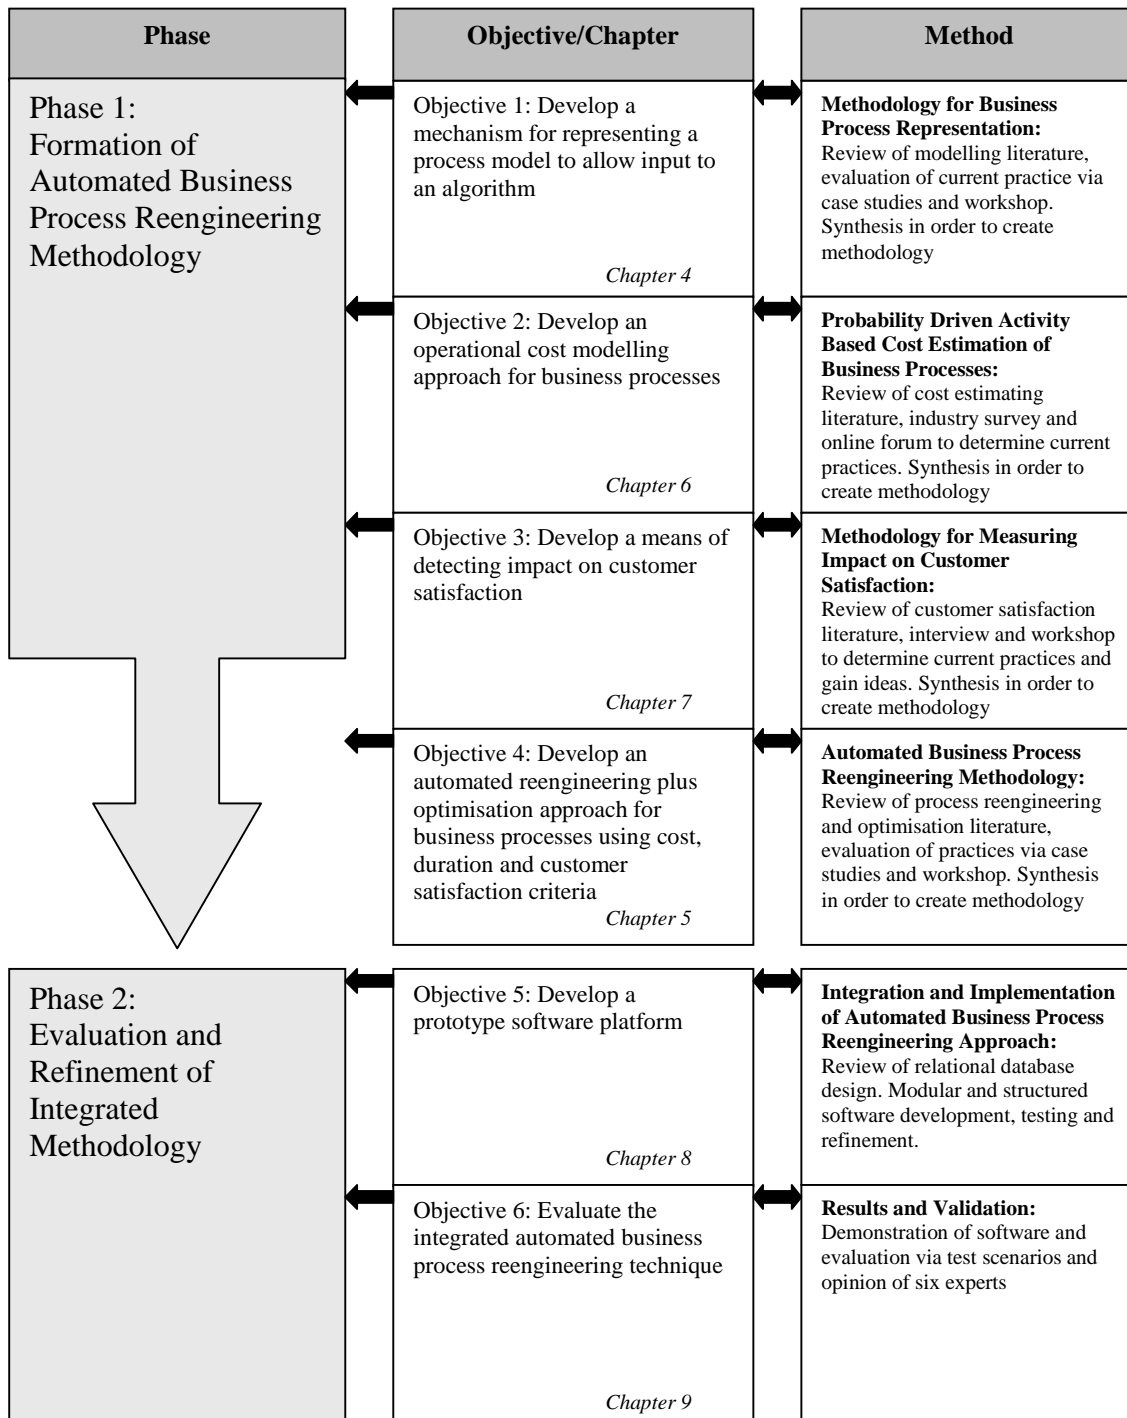 Phase
Objective/Chapter
Method
Phase 1:
Formation of
Automated Business
Process Reengineering
Methodology
Objective 1: Develop a
mechanism for representing a
process model to allow input to
an algorithm
Chapter 4
Methodology for Business
Process Representation:
Review of modelling literature,
evaluation of current practice via
case studies and workshop.
Synthesis in order to create
methodology
Objective 2: Develop an
operational cost modelling
approach for business processes
Chapter 6
Probability Driven Activity
Based Cost Estimation of
Business Processes:
Review of cost estimating
literature, industry survey and
online forum to determine current
practices. Synthesis in order to
create methodology
Objective 3: Develop a means of
detecting impact on customer
satisfaction
Chapter 7
Methodology for Measuring
Impact on Customer
Satisfaction:
Review of customer satisfaction
literature, interview and workshop
to determine current practices and
gain ideas. Synthesis in order to
create methodology
Objective 4: Develop an
automated reengineering plus
optimisation approach for
business processes using cost,
duration and customer
satisfaction criteria
Chapter 5
Automated Business Process
Reengineering Methodology:
Review of process reengineering
and optimisation literature,
evaluation of practices via case
studies and workshop. Synthesis
in order to create methodology
Phase 2:
Evaluation and
Refinement of
Integrated
Methodology
Objective 5: Develop a
prototype software platform
Chapter 8
Integration and Implementation
of Automated Business Process
Reengineering Approach:
Review of relational database
design. Modular and structured
software development, testing and
refinement.
Objective 6: Evaluate the
integrated automated business
process reengineering technique
Chapter 9
Results and Validation:
Demonstration of software and
evaluation via test scenarios and
opinion of six experts